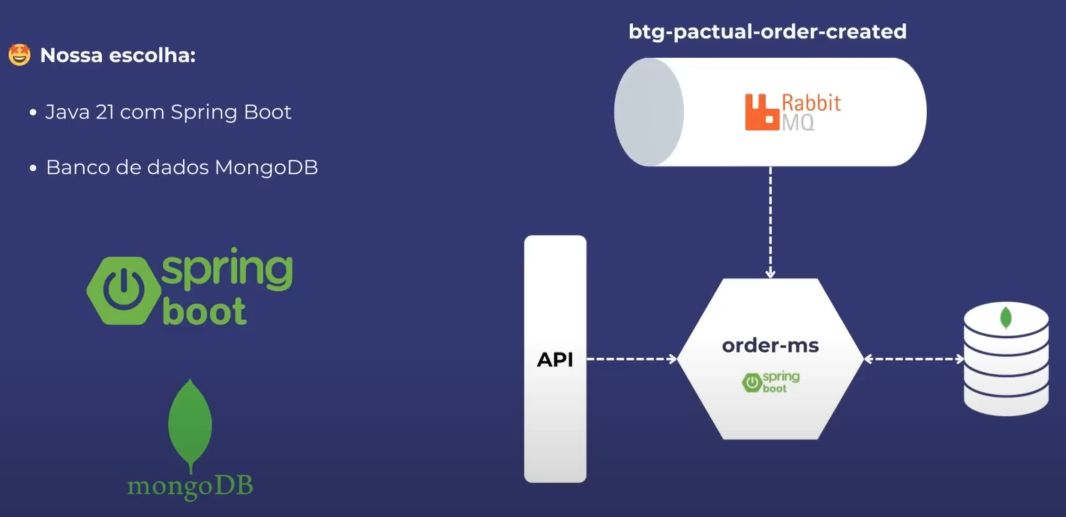 🤩 Nossa escolha:
• Java 21 com Spring Boot
• Banco de dados MongoDB
spring
boot
mongoDB
btg-pactual-order-created
Rabbit
MQ
API
order-ms
spring
boot